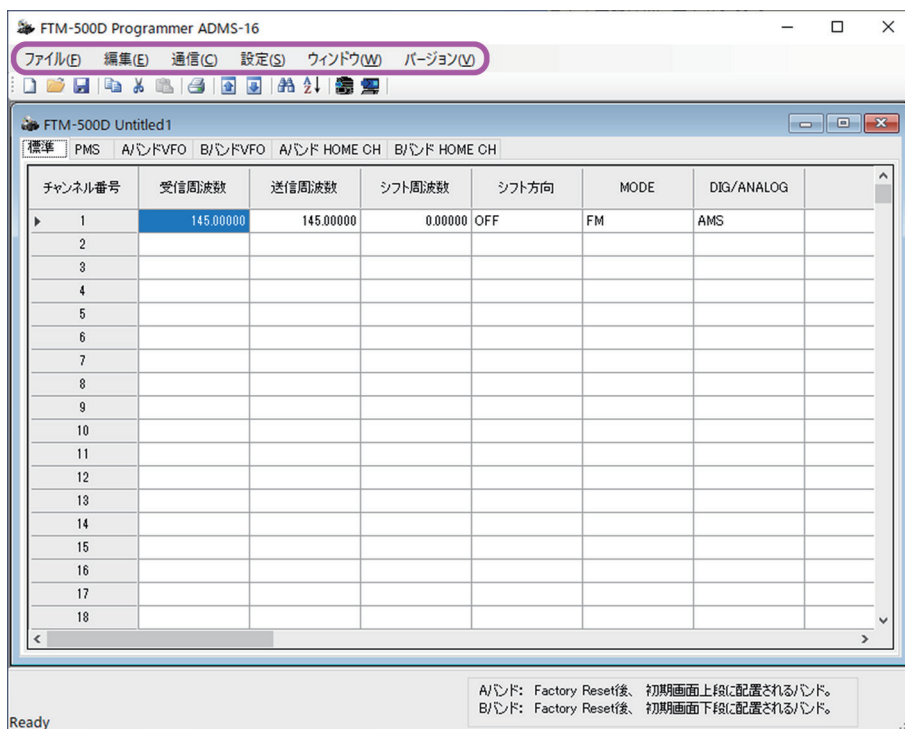 FTM-500D Programmer ADMS-16
ファイル(F) 編集(E) 通信(C) 設定(S) ウィンドウ(W) バージョン(V)
FTM-500D Untitled1
標準 PMS AバンドVFO BバンドVFO Aバンド HOME CH Bバンド HOME CH
チャンネル番号 受信周波数 送信周波数 シフト周波数 シフト方向 MODE DIG/ANALOG
1 145.00000 145.00000 0.00000 OFF FM AMS
2
3
4
5
6
7
8
9
10
11
12
13
14
15
16
17
18
Aバンド: Factory Reset後、 初期画面上段に配置されるバンド。
Bバンド: Factory Reset後、 初期画面下段に配置されるバンド。
Ready